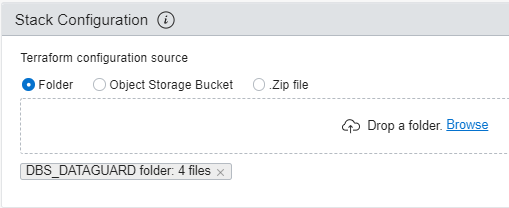 Stack Configuration
Terraform configuration source
Folder Object Storage Bucket .Zip file
Drop a folder. Browse
DBS_DATAGUARD folder: 4 files ×